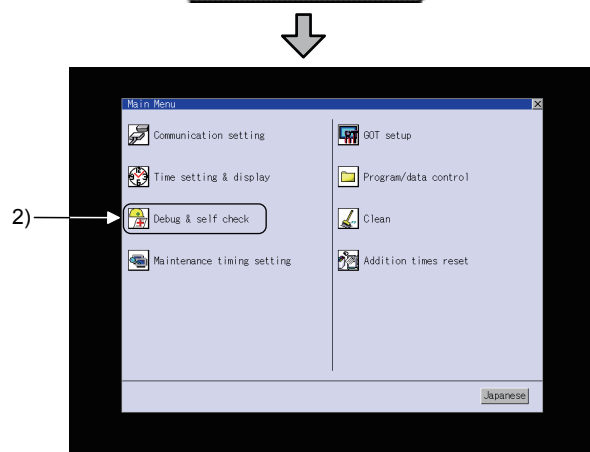 Main Menu
Communication setting
GOT setup
Time setting & display
Program/data control
2)
Debug & self check
Clean
Maintenance timing setting
Addition times reset
Japanese